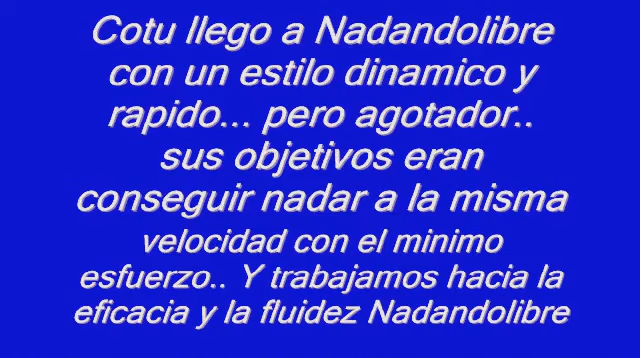 Cotu llego a Nadandolibre
con un estilo dinamico y
rapido... pero agotador..
sus objetivos eran
conseguir nadar a la misma
velocidad con el minimo
esfuerzo.. Y trabajamos hacia la
eficacia y la fluidez Nadandolibre